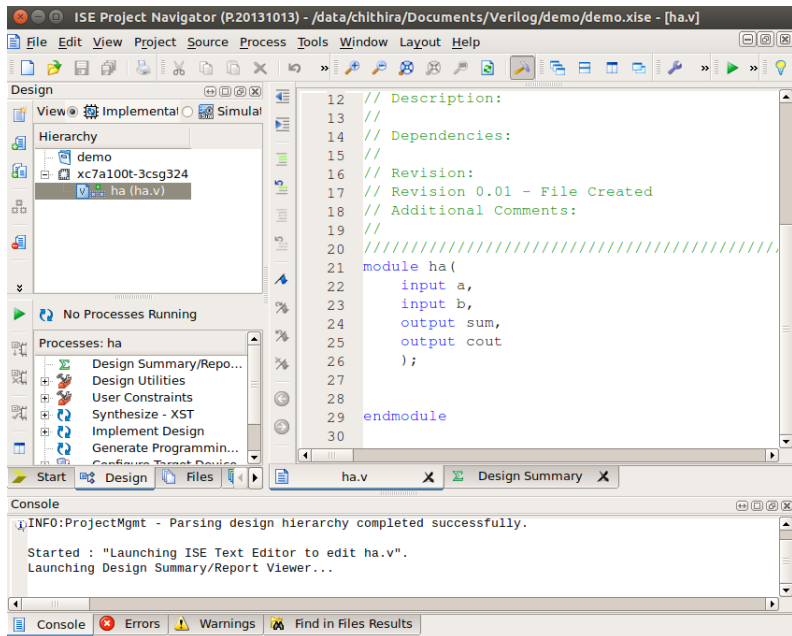 ISE Project Navigator (P.20131013) - /data/chithira/Documents/Verilog/demo/demo.xise - [ha.v]
File Edit View Project Source Process Tools Window Layout Help
Design
View: Implementat Simulat
Hierarchy
demo
xc7a100t-3csg324
ha (ha.v)
No Processes Running
Processes: ha
Design Summary/Repo...
Design Utilities
User Constraints
Synthesize - XST
Implement Design
Generate Programmin...
Configure Target Device
Start Design Files
12 // Description:
13 //
14 // Dependencies:
15 //
16 // Revision:
17 // Revision 0.01 - File Created
18 // Additional Comments:
19 //
20 //////////////////////////////////////////////
21 module ha(
22 input a,
23 input b,
24 output sum,
25 output cout
26 );
27
28
29 endmodule
30
ha.v Design Summary
Console
INFO:ProjectMgmt - Parsing design hierarchy completed successfully.
Started : "Launching ISE Text Editor to edit ha.v".
Launching Design Summary/Report Viewer...
Console Errors Warnings Find in Files Results